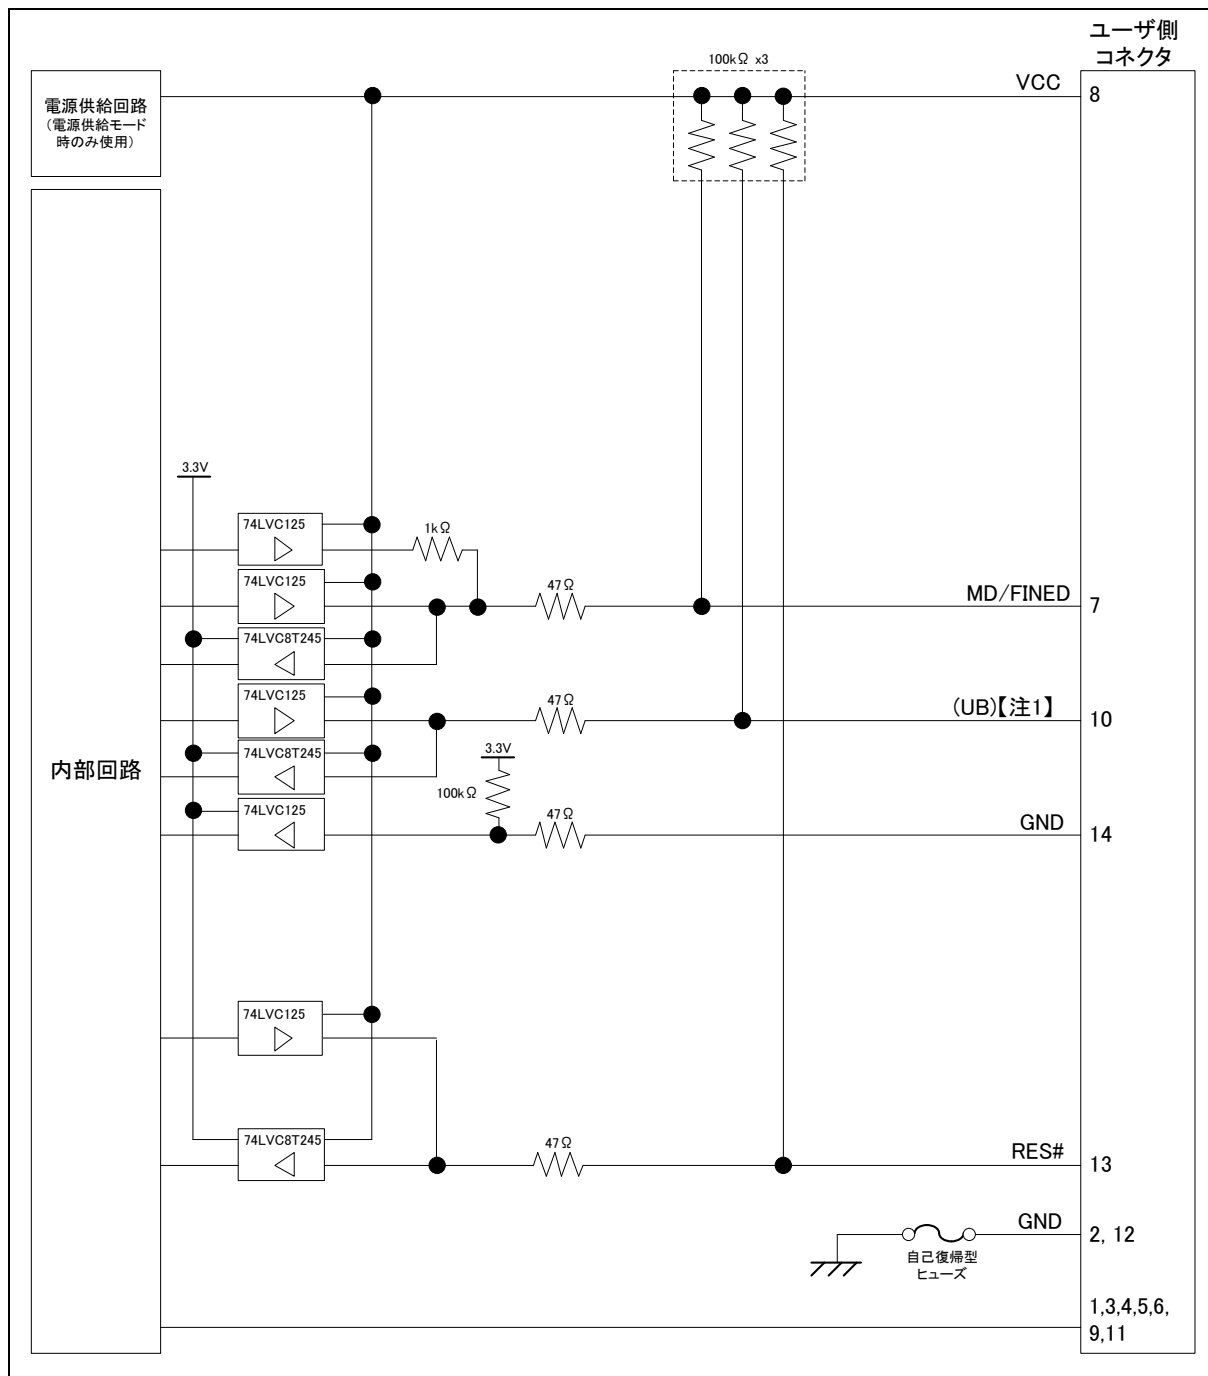 ユーザ側
コネクタ
100kΩ x3
電源供給回路
(電源供給モード
時のみ使用)
VCC
8
3.3V
74LVC125
1kΩ
74LVC125
47Ω
MD/FINED
7
74LVC8T245
74LVC125
47Ω
(UB)【注1】
10
74LVC8T245
3.3V
内部回路
100kΩ
74LVC125
47Ω
GND
14
74LVC125
74LVC8T245
47Ω
RES#
13
GND
2, 12
自己復帰型
ヒューズ
1,3,4,5,6,
9,11